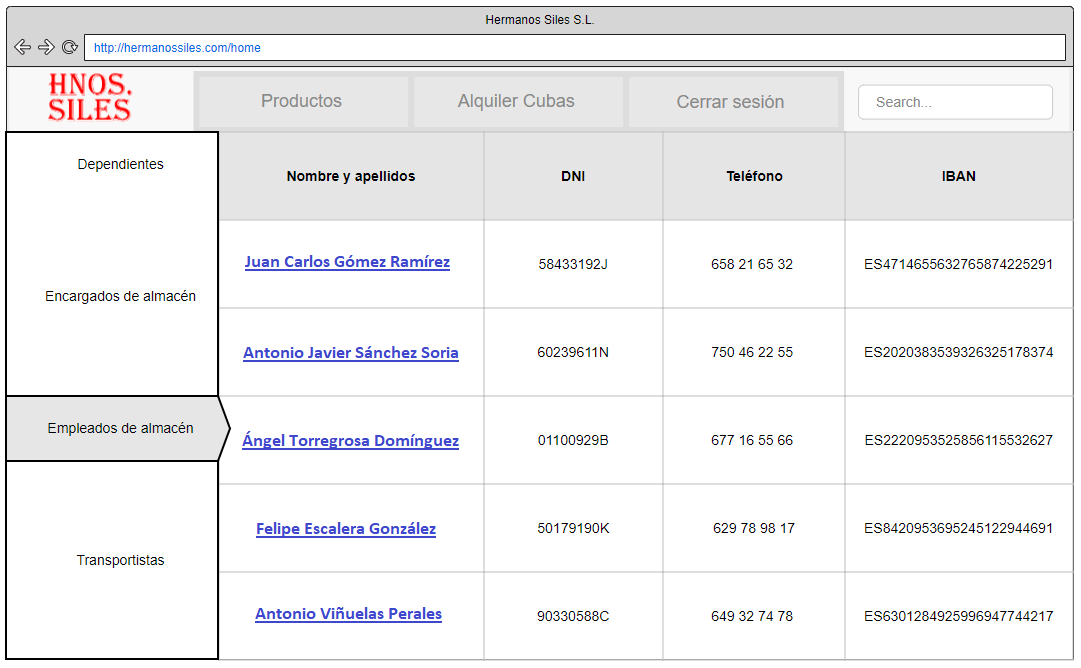 Hermanos Siles S.L.
http://hermanossiles.com/home
HNOS.
SILES
Productos
Alquiler Cubas
Cerrar sesión
Search...
Dependientes
Encargados de almacén
Empleados de almacén
Transportistas
Nombre y apellidos DNI Teléfono IBAN
Juan Carlos Gómez Ramírez 58433192J 658 21 65 32 ES4714655632765874225291
Antonio Javier Sánchez Soria 60239611N 750 46 22 55 ES2020383539326325178374
Ángel Torregrosa Domínguez 01100929B 677 16 55 66 ES2220953525856115532627
Felipe Escalera González 50179190K 629 78 98 17 ES8420953695245122944691
Antonio Viñuelas Perales 90330588C 649 32 74 78 ES6301284925996947744217